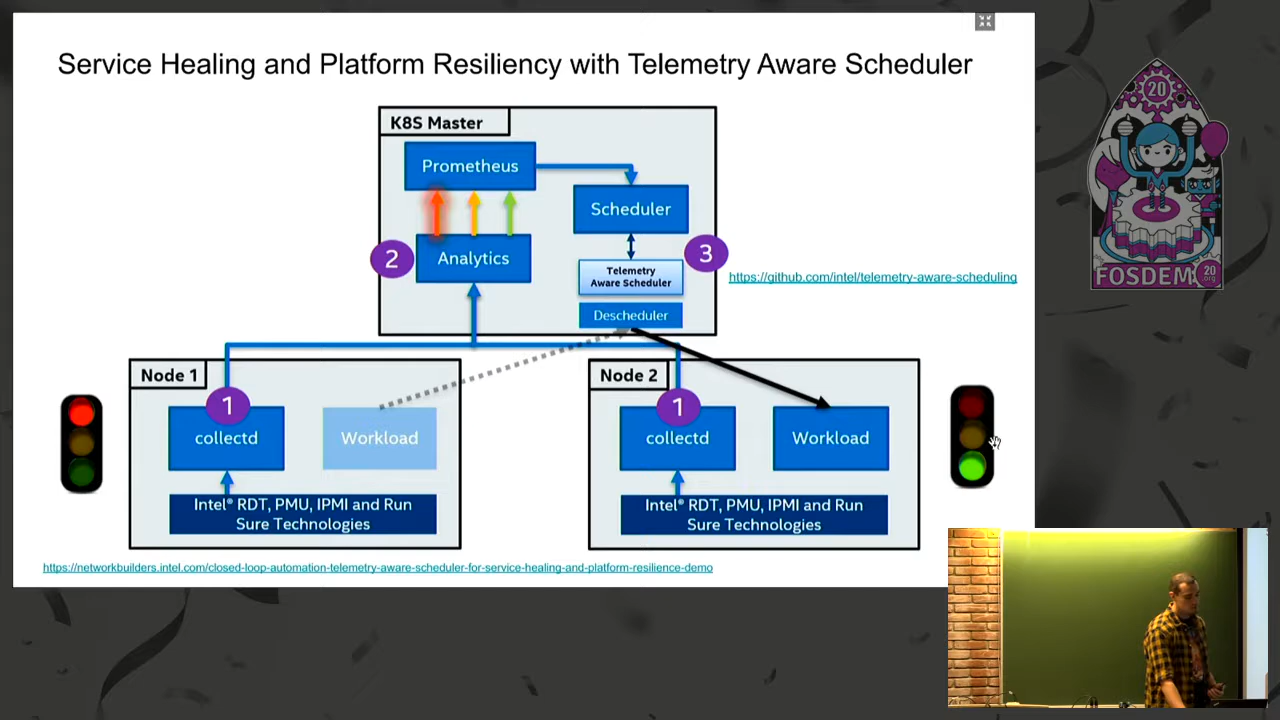 Service Healing and Platform Resiliency with Telemetry Aware Scheduler
K8S Master
Prometheus
Scheduler
2
Analytics
3
Telemetry
Aware Scheduler
Descheduler
https://github.com/intel/telemetry-aware-scheduling
Node 1
1
collectd
Workload
Intel® RDT, PMU, IPMI and Run
Sure Technologies
Node 2
1
collectd
Workload
Intel® RDT, PMU, IPMI and Run
Sure Technologies
https://networkbuilders.intel.com/closed-loop-automation-telemetry-aware-scheduler-for-service-healing-and-platform-resilience-demo
20
FOSDEM
20
.org